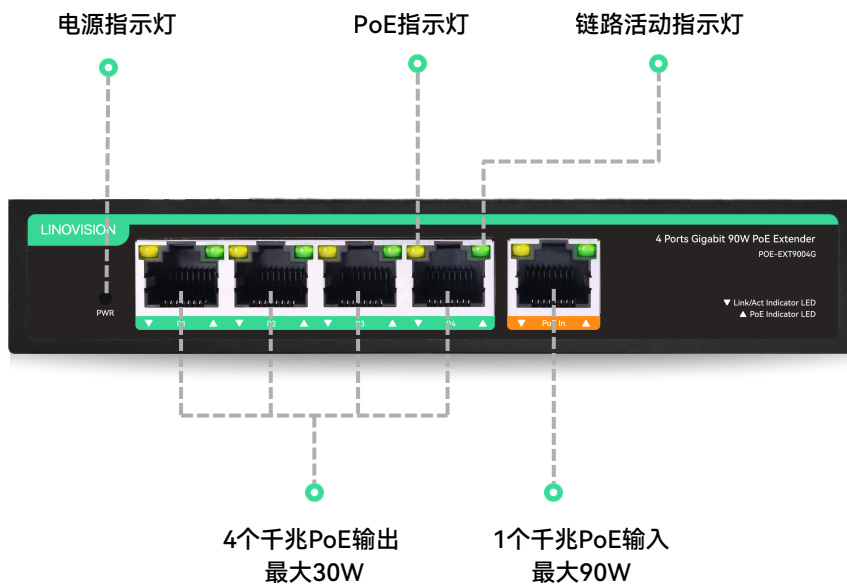 电源指示灯
PoE指示灯
链路活动指示灯
LINOVISION
4 Ports Gigabit 90W PoE Extender
POE-EXT9004G
PWR
▼ Link/Act Indicator LED
▲ PoE Indicator LED
▼ P1 ▲ ▼ P2 ▲ ▼ P3 ▲ ▼ P4 ▲
▼ PoE In ▲
4个千兆PoE输出
最大30W
1个千兆PoE输入
最大90W